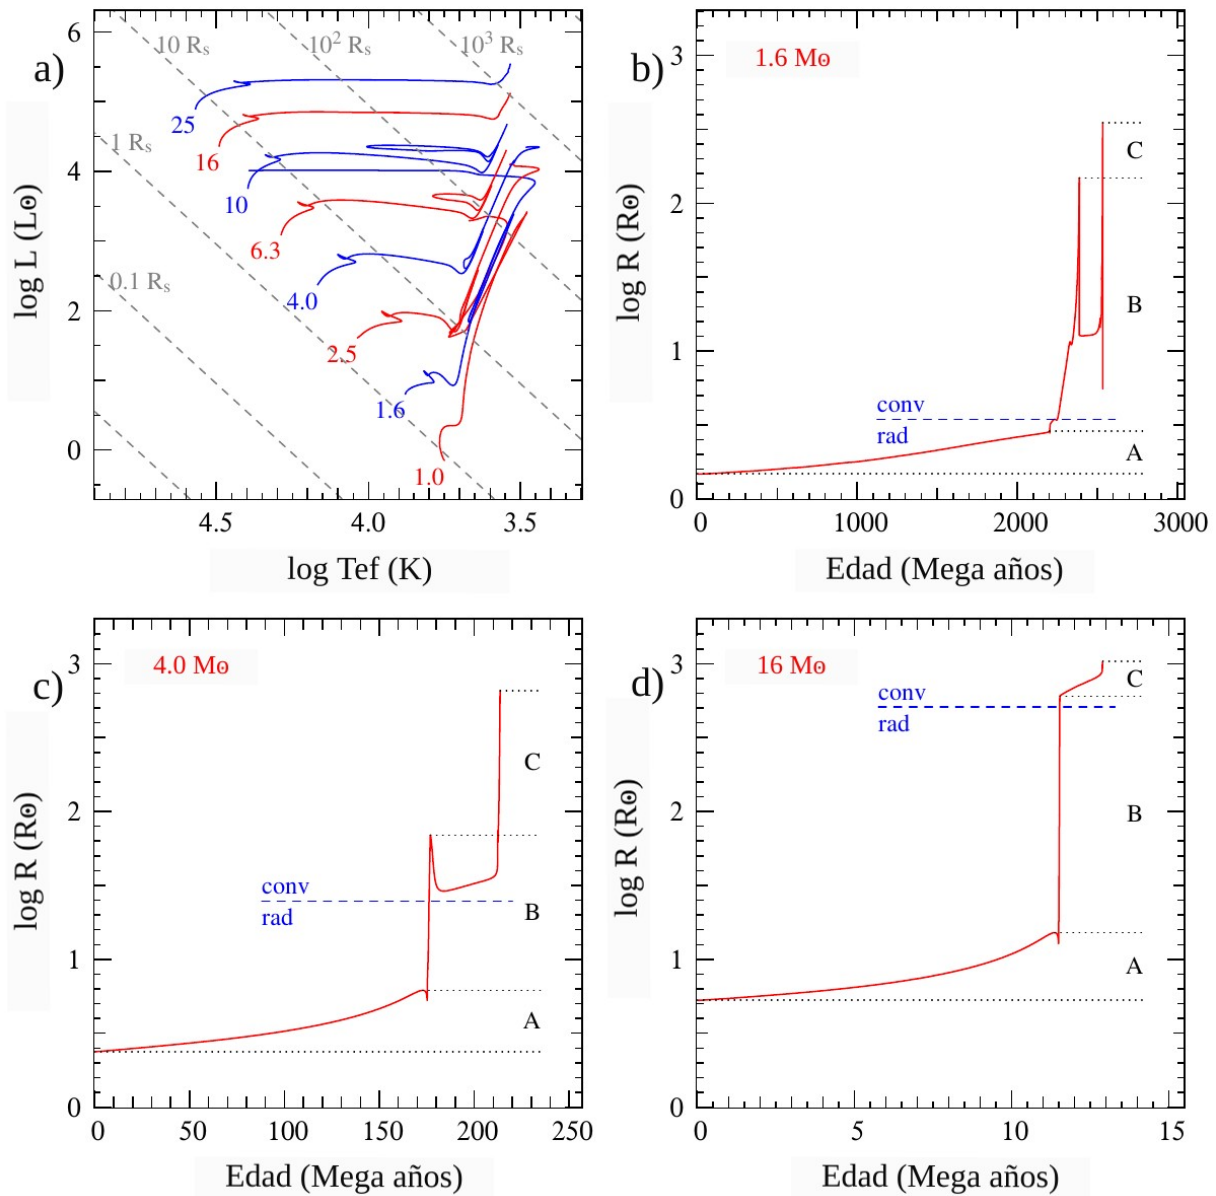 a)
log L (L⊙)
6
4
2
0
4.5 4.0 3.5
log Tef (K)
10 Rs
10² Rs
10³ Rs
1 Rs
0.1 Rs
25
16
10
6.3
4.0
2.5
1.6
1.0
b)
1.6 M⊙
log R (R⊙)
3
2
1
0
0 1000 2000 3000
Edad (Mega años)
conv
rad
C
B
A
c)
4.0 M⊙
log R (R⊙)
3
2
1
0
0 50 100 150 200 250
Edad (Mega años)
conv
rad
C
B
A
d)
16 M⊙
log R (R⊙)
3
2
1
0
0 5 10 15
Edad (Mega años)
conv
rad
C
B
A